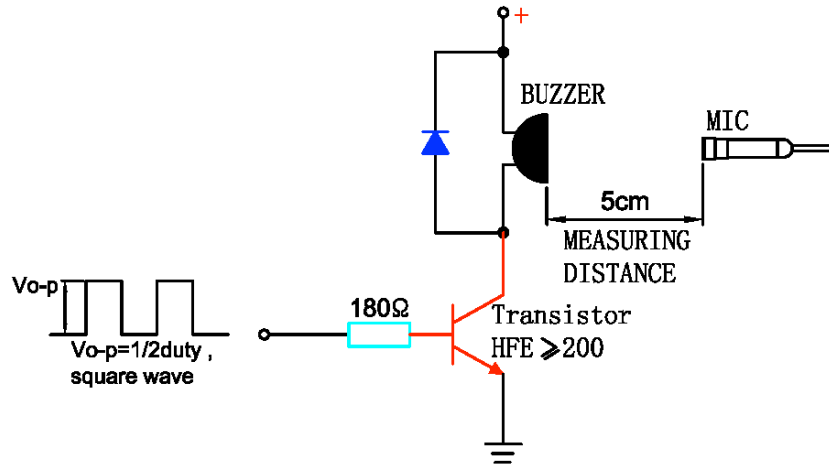 +
BUZZER
MIC
5cm
MEASURING
DISTANCE
Vo-p
180Ω
Transistor
HFE ⩾200
Vo-p=1/2duty ,
square wave